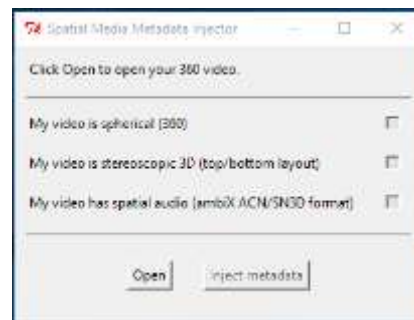 Spatial Media Metadata Injector
Click Open to open your 360 video.
My video is spherical (360)
My video is stereoscopic 3D (top/bottom layout)
My video has spatial audio (ambiX ACN/SN3D format)
Open Inject metadata